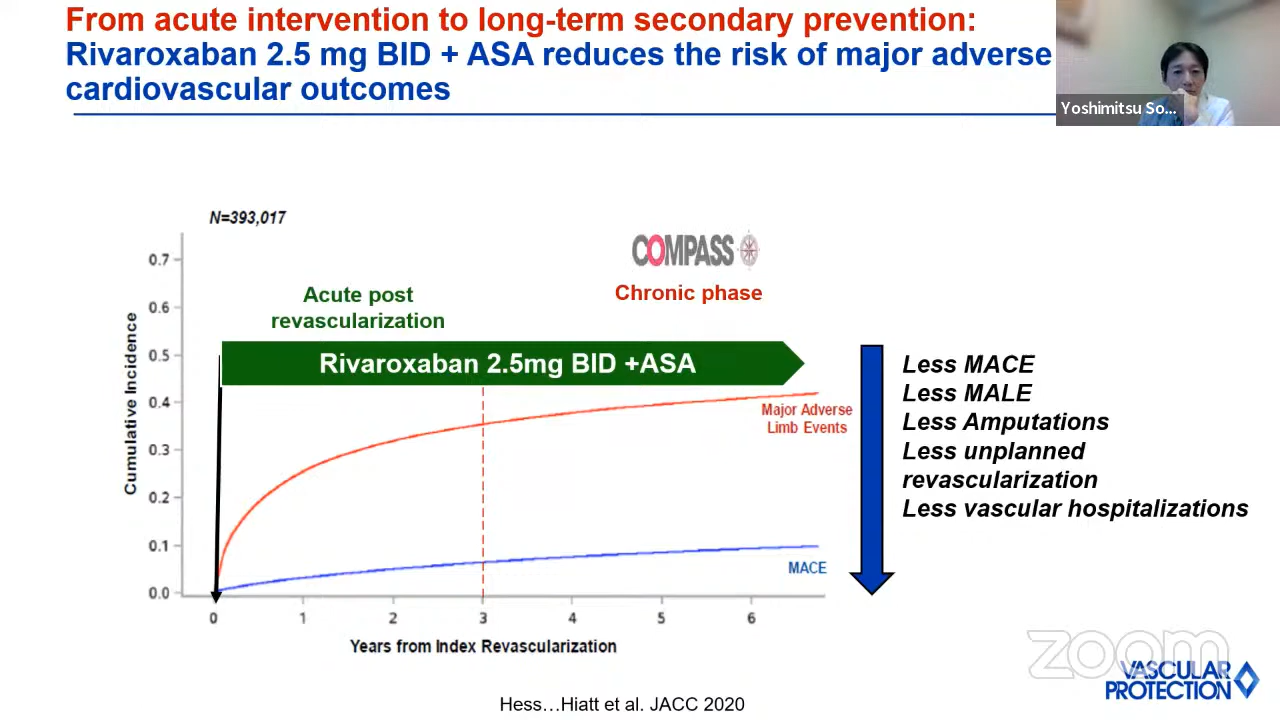 From acute intervention to long-term secondary prevention:
Rivaroxaban 2.5 mg BID + ASA reduces the risk of major adverse
cardiovascular outcomes
Yoshimitsu So...
N=393,017
COMPASS
Chronic phase
Acute post
revascularization
Rivaroxaban 2.5mg BID +ASA
Cumulative Incidence
0.7
0.6
0.5
0.4
0.3
0.2
0.1
0.0
Major Adverse
Limb Events
MACE
0 1 2 3 4 5 6
Years from Index Revascularization
Less MACE
Less MALE
Less Amputations
Less unplanned
revascularization
Less vascular hospitalizations
Hess…Hiatt et al. JACC 2020
zoom
VASCULAR
PROTECTION